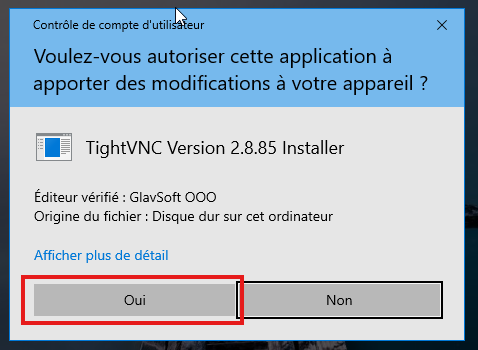 Contrôle de compte d'utilisateur
Voulez-vous autoriser cette application à
apporter des modifications à votre appareil ?
TightVNC Version 2.8.85 Installer
Éditeur vérifié : GlavSoft OOO
Origine du fichier : Disque dur sur cet ordinateur
Afficher plus de détail
Oui
Non